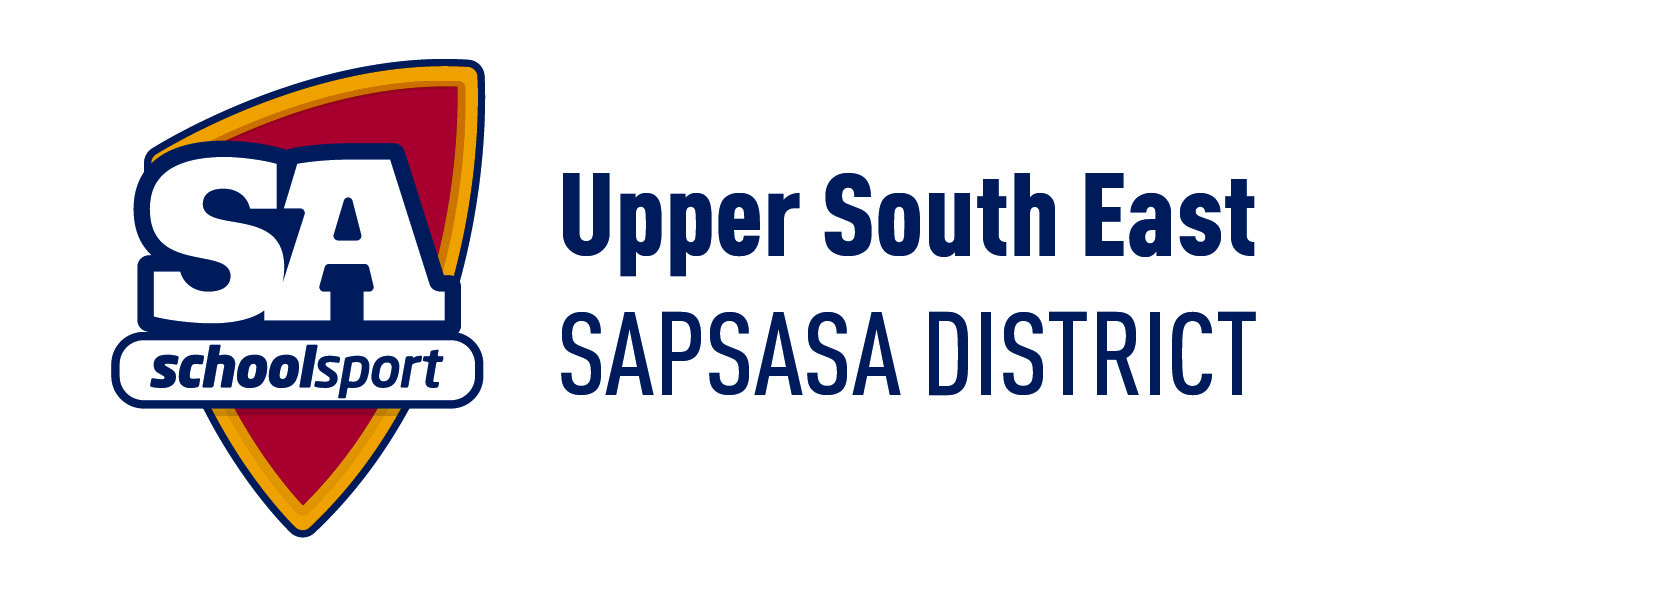 SA
schoolsport
Upper South East
SAPSASA DISTRICT